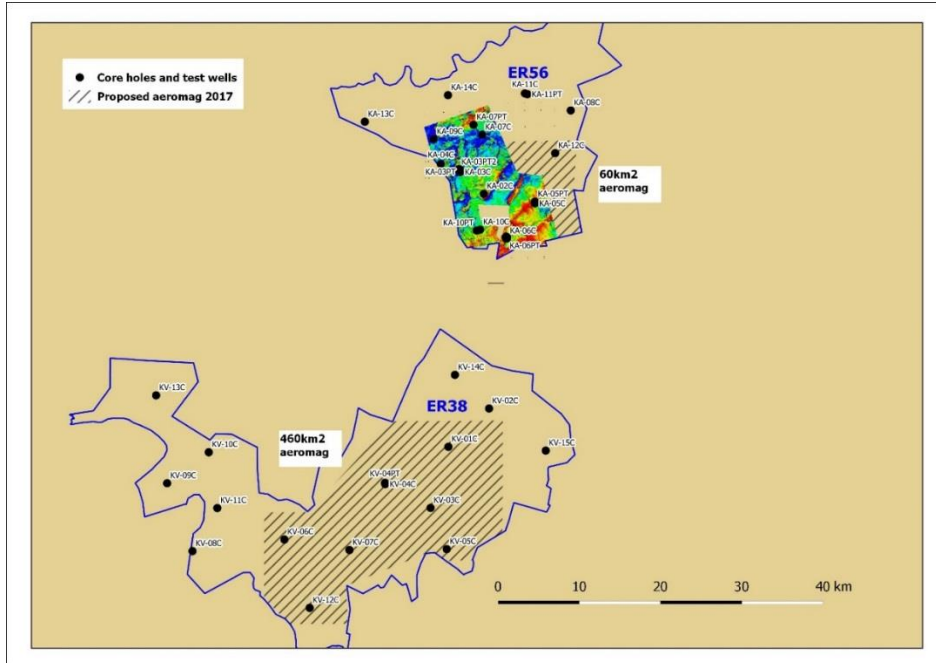 Core holes and test wells
Proposed aeromag 2017
ER56
KA-11C
KA-11PT
KA-14C
KA-08C
KA-13C
KA-07PT
KA-07C
KA-09C
KA-12C
KA-04C
KA-03PT2
KA-03PT
KA-03C
60km2
aeromag
KA-02C
KA-05PT
KA-05C
KA-10PT
KA-10C
KA-06C
KA-06PT
KV-14C
KV-13C
ER38
KV-02C
460km2
aeromag
KV-01C
KV-10C
KV-15C
KV-04PT
KV-04C
KV-09C
KV-11C
KV-03C
KV-06C
KV-07C
KV-05C
KV-08C
KV-12C
0 10 20 30 40 km